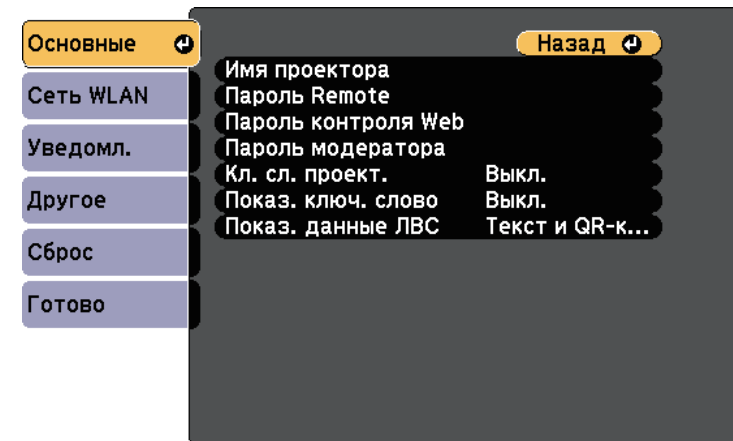 Основные
Сеть WLAN
Уведомл.
Другое
Сброс
Готово
Назад
Имя проектора
Пароль Remote
Пароль контроля Web
Пароль модератора
Кл. сл. проект. Выкл.
Показ. ключ. слово Выкл.
Показ. данные ЛВС Текст и QR-к...